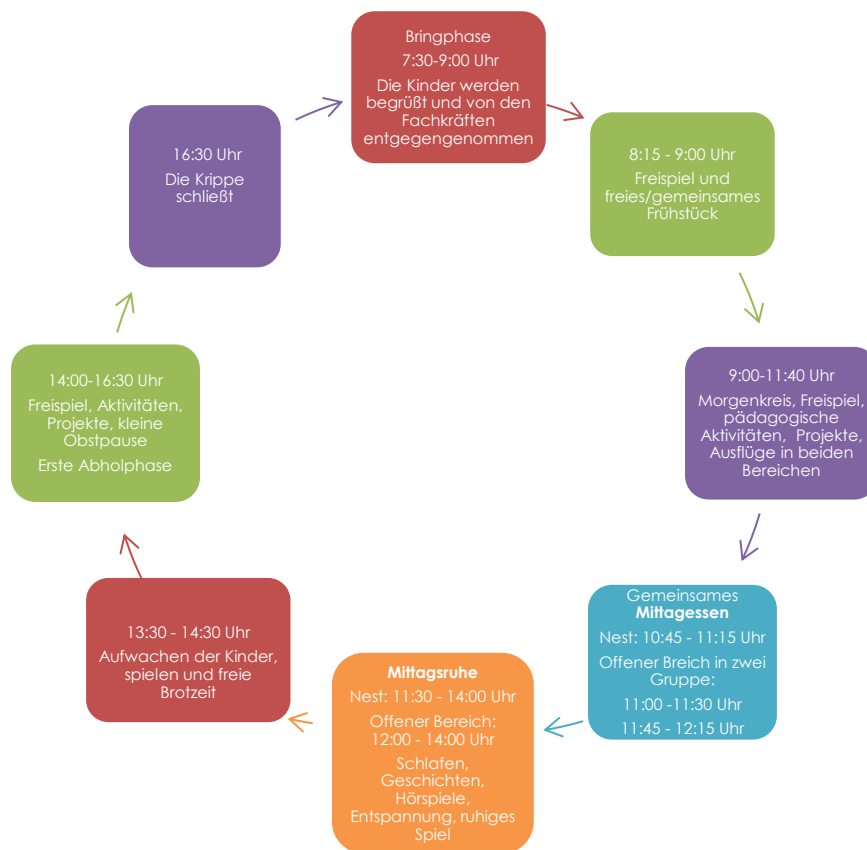 Bringphase
7:30-9:00 Uhr
Die Kinder werden
begrüßt und von den
Fachkräften
entgegengenommen
8:15 - 9:00 Uhr
Freispiel und
freies/gemeinsames
Frühstück
9:00-11:40 Uhr
Morgenkreis, Freispiel,
pädagogische
Aktivitäten, Projekte,
Ausflüge in beiden
Bereichen
Gemeinsames
Mittagessen
Nest: 10:45 - 11:15 Uhr
Offener Breich in zwei
Gruppe:
11:00 -11:30 Uhr
11:45 - 12:15 Uhr
Mittagsruhe
Nest: 11:30 - 14:00 Uhr
Offener Bereich:
12:00 - 14:00 Uhr
Schlafen,
Geschichten,
Hörspiele,
Entspannung, ruhiges
Spiel
13:30 - 14:30 Uhr
Aufwachen der Kinder,
spielen und freie
Brotzeit
14:00-16:30 Uhr
Freispiel, Aktivitäten,
Projekte, kleine
Obstpause
Erste Abholphase
16:30 Uhr
Die Krippe
schließt